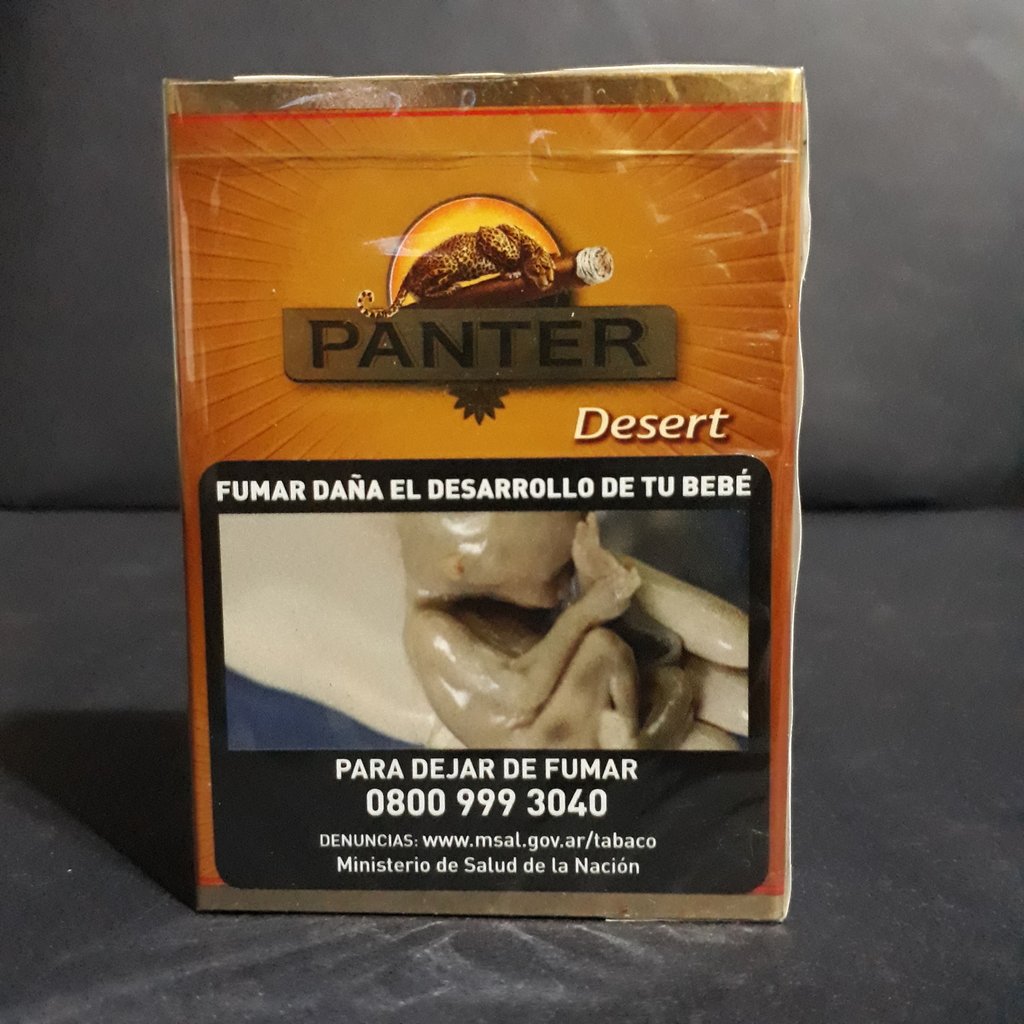 PANTER
Desert
FUMAR DAÑA EL DESARROLLO DE TU BEBÉ
PARA DEJAR DE FUMAR
0800 999 3040
DENUNCIAS: www.msal.gov.ar/tabaco
Ministerio de Salud de la Nación